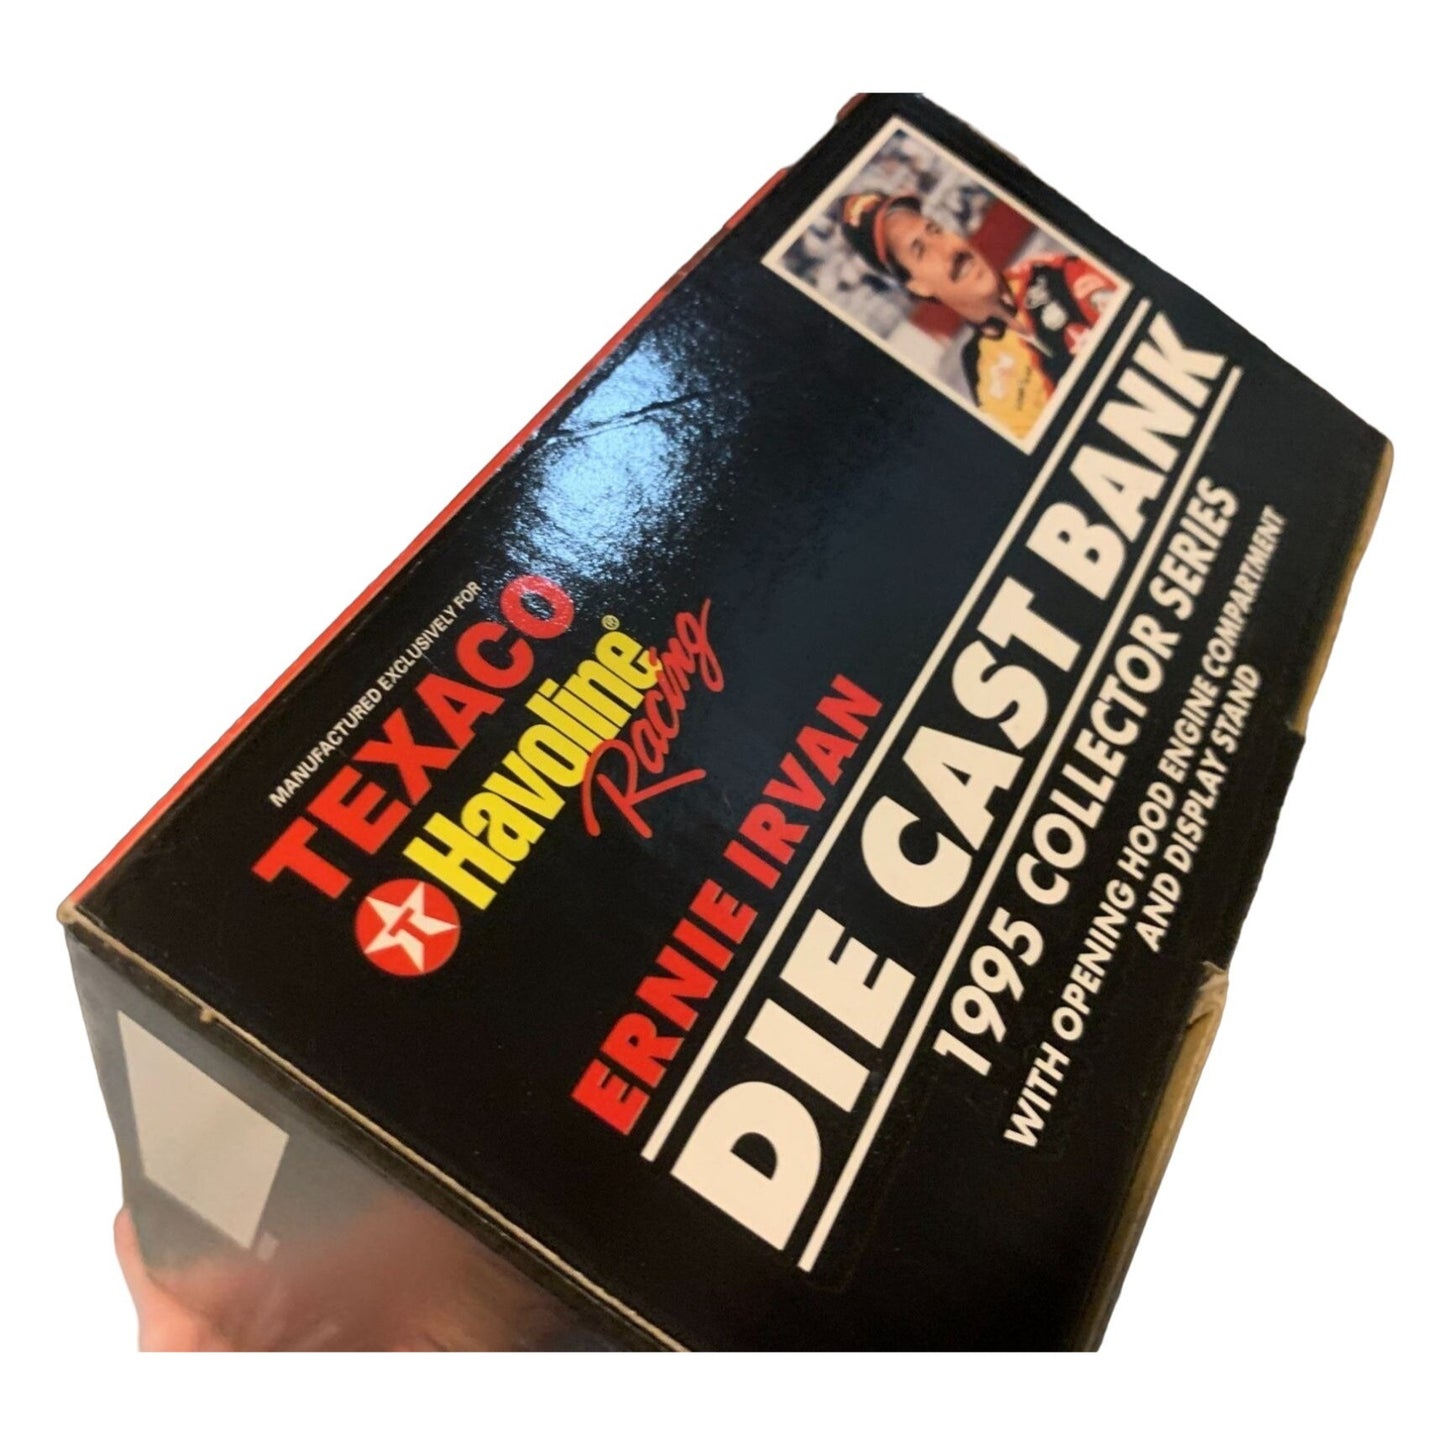 MANUFACTURED EXCLUSIVELY FOR
TEXACO
Havoline®
Racing
ERNIE IRVAN
DIE CAST BANK
1995 COLLECTOR SERIES
WITH OPENING HOOD ENGINE COMPARTMENT
AND DISPLAY STAND